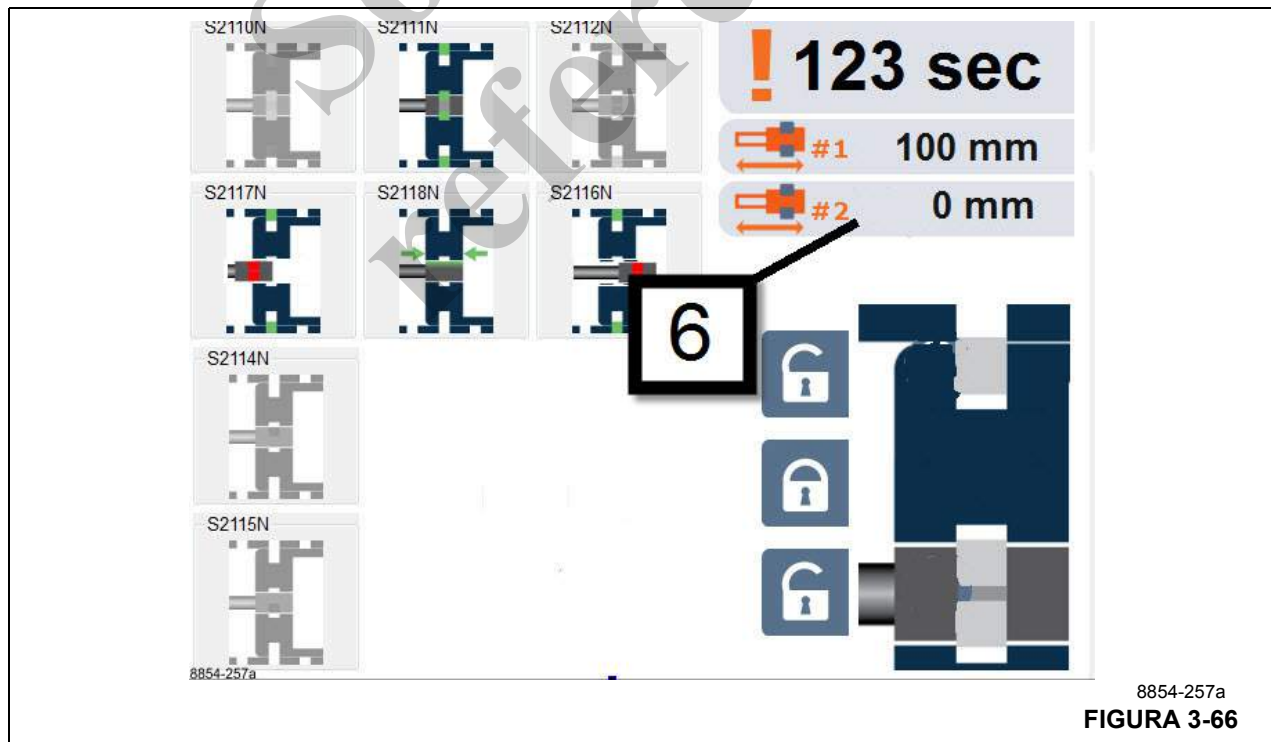 S2110N
S2111N
S2112N
! 123 sec
#1 100 mm
S2117N
S2118N
S2116N
#2 0 mm
6
S2114N
S2115N
8854-257a
8854-257a
FIGURA 3-66